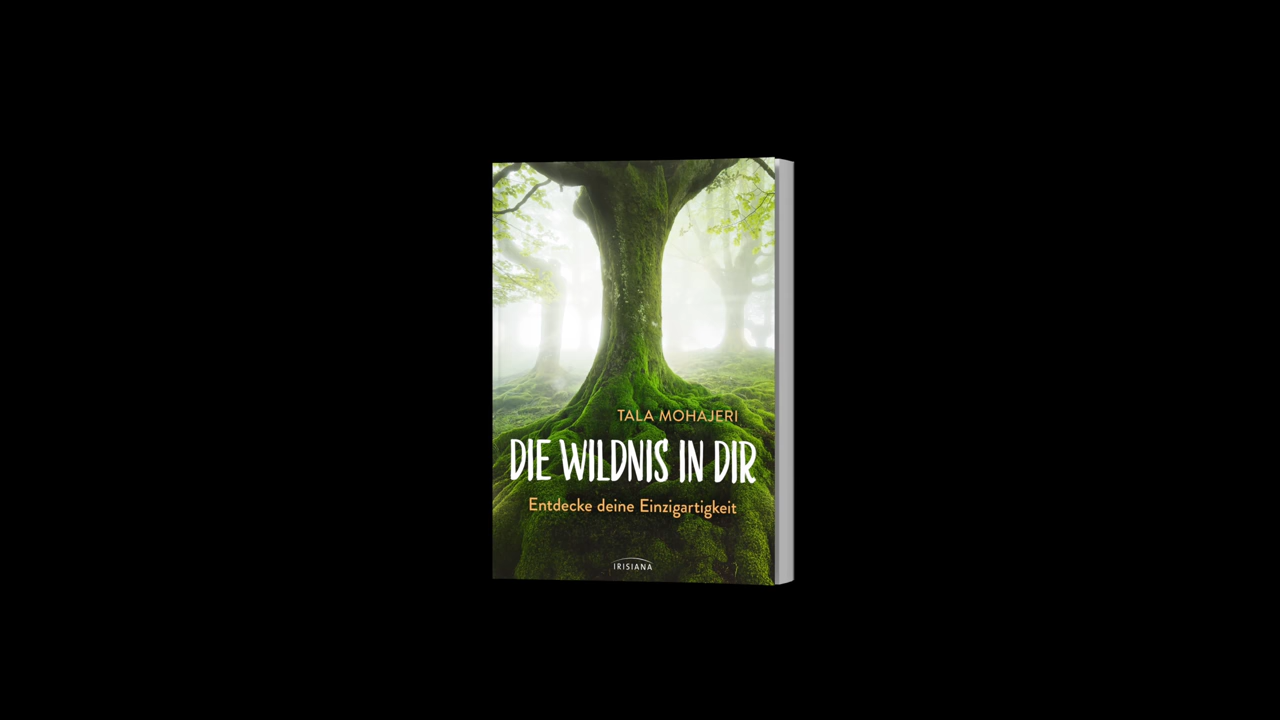 TALA MOHAJERI
DIE WILDNIS IN DIR
Entdecke deine Einzigartigkeit
IRISIANA